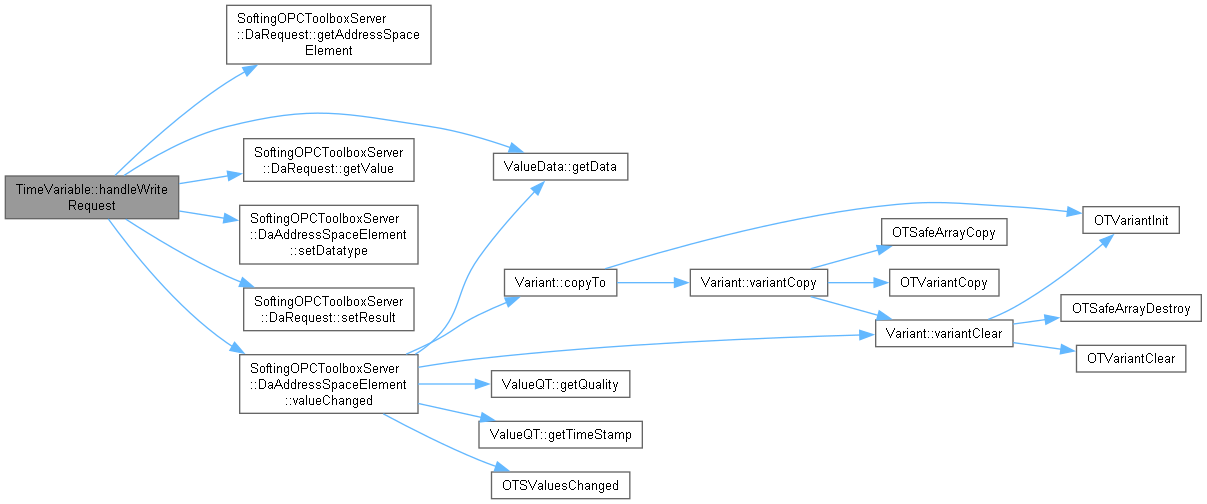 SoftingOPCToolboxServer
::DaRequest::getAddressSpace
Element
SoftingOPCToolboxServer
::DaRequest::getValue
ValueData::getData
TimeVariable::handleWrite
Request
SoftingOPCToolboxServer
::DaAddressSpaceElement
::setDatatype
OTVariantInit
OTSafeArrayCopy
Variant::copyTo
Variant::variantCopy
OTVariantCopy
SoftingOPCToolboxServer
::DaRequest::setResult
OTSafeArrayDestroy
Variant::variantClear
OTVariantClear
SoftingOPCToolboxServer
::DaAddressSpaceElement
::valueChanged
ValueQT::getQuality
ValueQT::getTimeStamp
OTSValuesChanged